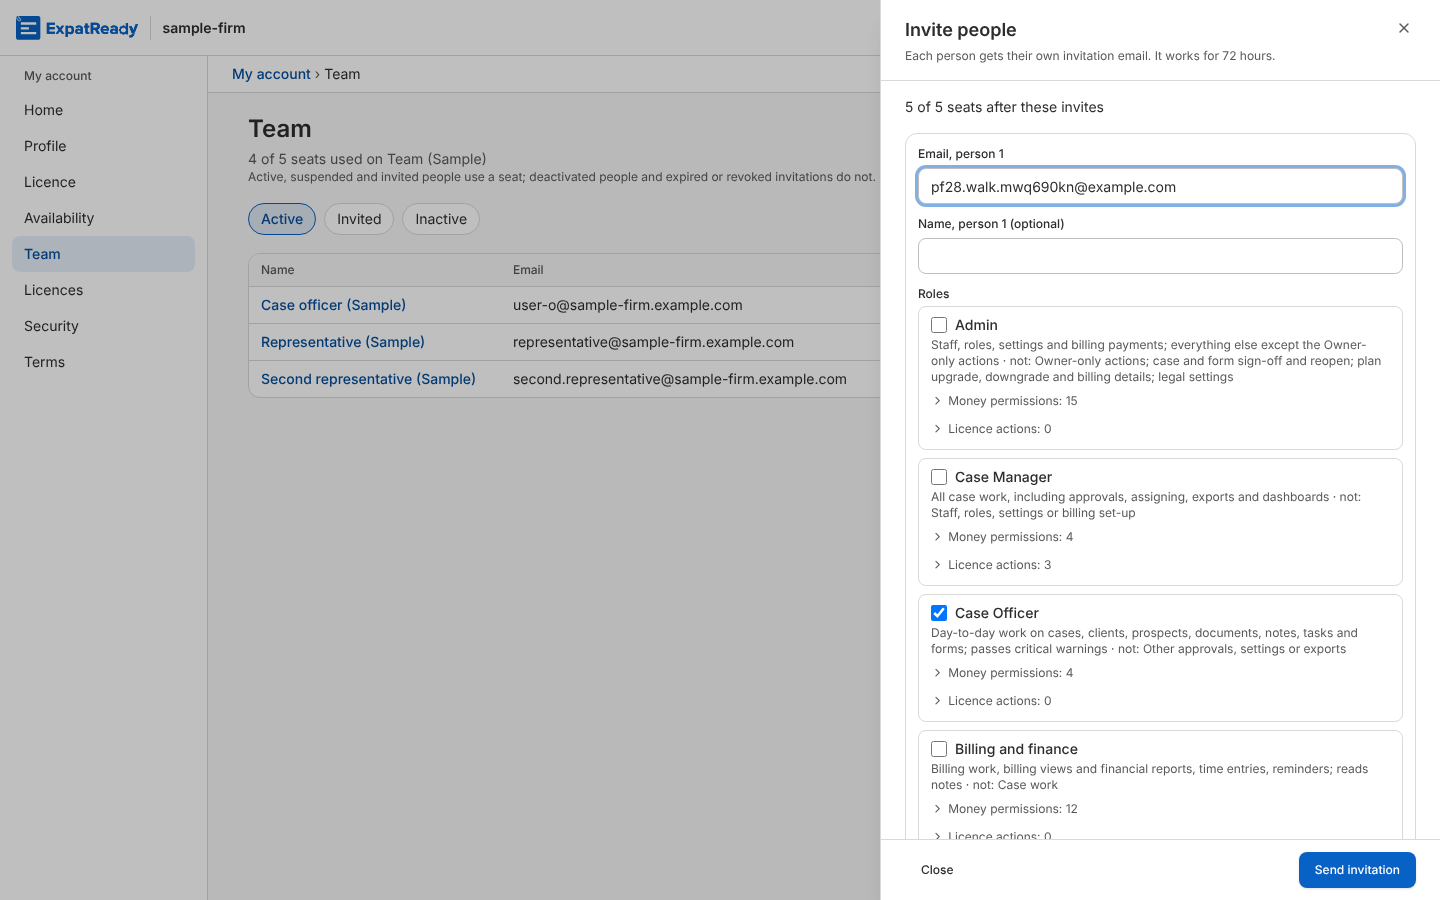 ExpatReady
sample-firm
My account
Home
Profile
Licence
Availability
Team
Licences
Security
Terms
My account › Team
Team
4 of 5 seats used on Team (Sample)
Active, suspended and invited people use a seat; deactivated people and expired or revoked invitations do not.
Active
Invited
Inactive
Name
Email
Case officer (Sample)
user-o@sample-firm.example.com
Representative (Sample)
representative@sample-firm.example.com
Second representative (Sample)
second.representative@sample-firm.example.com
Invite people
Each person gets their own invitation email. It works for 72 hours.
5 of 5 seats after these invites
Email, person 1
pf28.walk.mwq690kn@example.com
Name, person 1 (optional)
Roles
Admin
Staff, roles, settings and billing payments; everything else except the Owner-
only actions · not: Owner-only actions; case and form sign-off and reopen; plan
upgrade, downgrade and billing details; legal settings
Money permissions: 15
Licence actions: 0
Case Manager
All case work, including approvals, assigning, exports and dashboards · not:
Staff, roles, settings or billing set-up
Money permissions: 4
Licence actions: 3
Case Officer
Day-to-day work on cases, clients, prospects, documents, notes, tasks and
forms; passes critical warnings · not: Other approvals, settings or exports
Money permissions: 4
Licence actions: 0
Billing and finance
Billing work, billing views and financial reports, time entries, reminders; reads
notes · not: Case work
Money permissions: 12
Licence actions: 0
Close
Send invitation